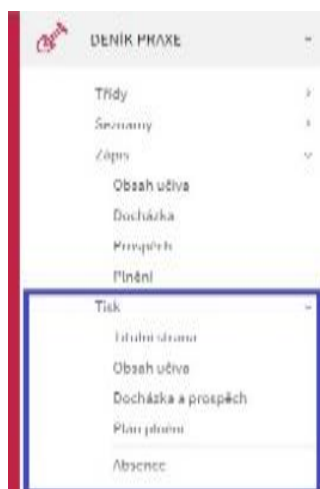 DENÍK PRAXE
Třídy
Seznamy
Zápis
Obsah učiva
Docházka
Prospěch
Plnění
Tisk
Titulní strana
Obsah učiva
Docházka a prospěch
Plán plnění
Absence